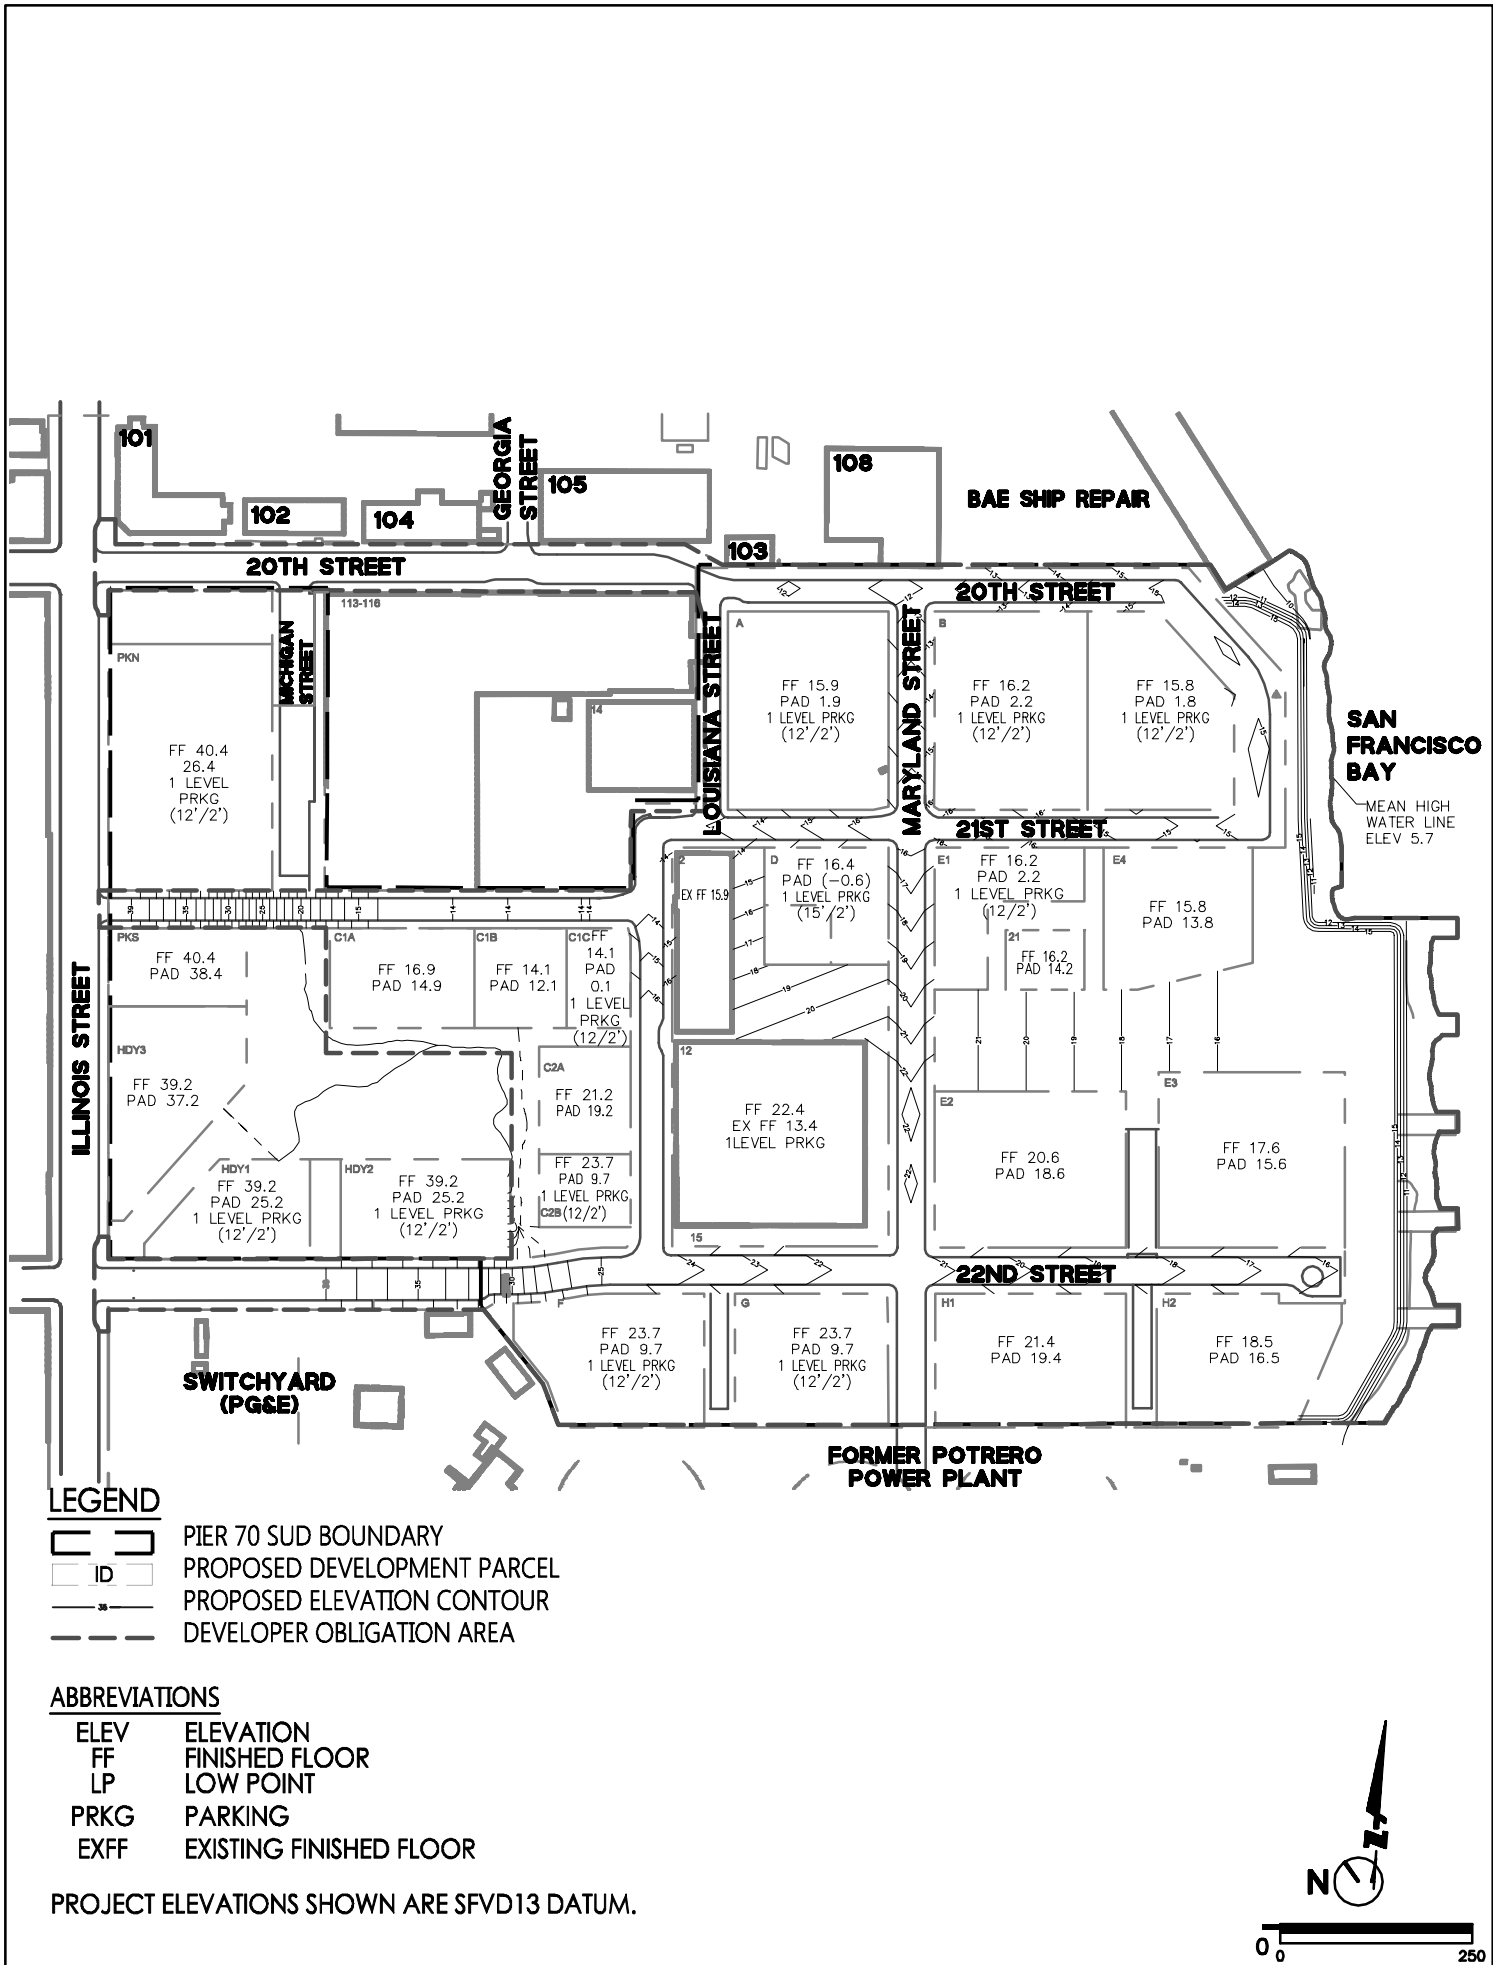 101
102
104
GEORGIA
STREET
105
108
103
BAE SHIP REPAIR
20TH STREET
20TH STREET
113-116
PKN
MICHIGAN
STREET
FF 40.4
26.4
1 LEVEL
PRKG
(12'/2')
14
LOUISIANA STREET
A
FF 15.9
PAD 1.9
1 LEVEL PRKG
(12'/2')
MARYLAND STREET
B
FF 16.2
PAD 2.2
1 LEVEL PRKG
(12'/2')
FF 15.8
PAD 1.8
1 LEVEL PRKG
(12'/2')
SAN
FRANCISCO
BAY
MEAN HIGH
WATER LINE
ELEV 5.7
21ST STREET
ILLINOIS STREET
PKS
FF 40.4
PAD 38.4
C1A
FF 16.9
PAD 14.9
C1B
FF 14.1
PAD 12.1
C1C
FF
14.1
PAD
0.1
1 LEVEL
PRKG
(12/2')
2
EX FF 15.9
D
FF 16.4
PAD (-0.6)
1 LEVEL PRKG
(15'/2')
E1
FF 16.2
PAD 2.2
1 LEVEL PRKG
(12/2')
E4
FF 15.8
PAD 13.8
21
FF 16.2
PAD 14.2
HDY3
FF 39.2
PAD 37.2
C2A
FF 21.2
PAD 19.2
12
FF 22.4
EX FF 13.4
1LEVEL PRKG
E2
FF 20.6
PAD 18.6
E3
FF 17.6
PAD 15.6
HDY1
FF 39.2
PAD 25.2
1 LEVEL PRKG
(12'/2')
HDY2
FF 39.2
PAD 25.2
1 LEVEL PRKG
(12'/2')
FF 23.7
PAD 9.7
1 LEVEL PRKG
C2B (12/2')
15
22ND STREET
F
FF 23.7
PAD 9.7
1 LEVEL PRKG
(12'/2')
G
FF 23.7
PAD 9.7
1 LEVEL PRKG
(12'/2')
H1
FF 21.4
PAD 19.4
H2
FF 18.5
PAD 16.5
SWITCHYARD
(PG&E)
FORMER POTRERO
POWER PLANT
LEGEND
PIER 70 SUD BOUNDARY
ID PROPOSED DEVELOPMENT PARCEL
PROPOSED ELEVATION CONTOUR
DEVELOPER OBLIGATION AREA
ABBREVIATIONS
ELEV ELEVATION
FF FINISHED FLOOR
LP LOW POINT
PRKG PARKING
EXFF EXISTING FINISHED FLOOR
PROJECT ELEVATIONS SHOWN ARE SFVD13 DATUM.
N
0 0 250